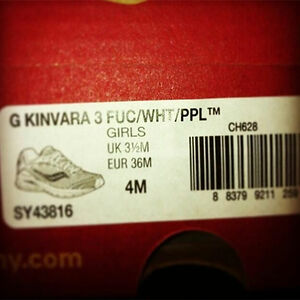 G KINVARA 3 FUC/WHT/PPL™
GIRLS
CH628
UK 3½M
EUR 36M
4M
8 8379 9211
SY43816
ny.com